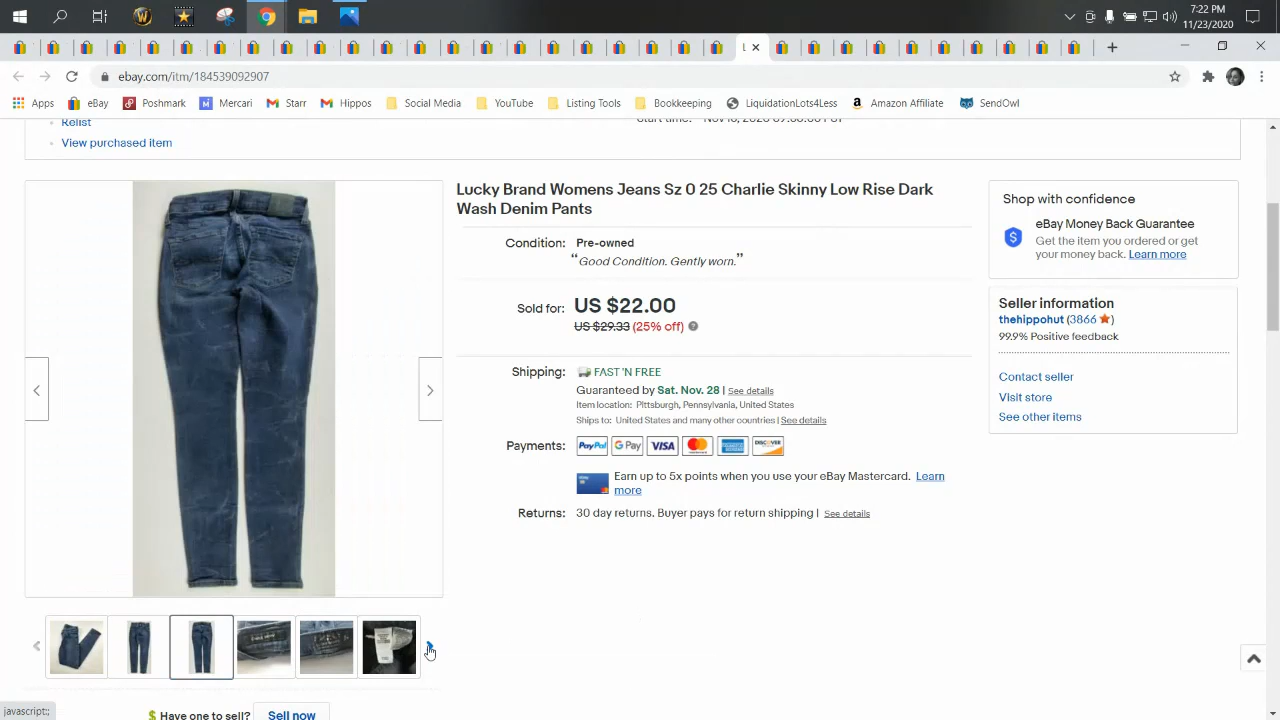 7:22 PM
11/23/2020
L
ebay.com/itm/184539092907
Apps eBay Poshmark Mercari Starr Hippos Social Media YouTube Listing Tools Bookkeeping LiquidationLots4Less Amazon Affiliate SendOwl
Relist
View purchased item
Lucky Brand Womens Jeans Sz 0 25 Charlie Skinny Low Rise Dark
Wash Denim Pants
Condition: Pre-owned
“Good Condition. Gently worn.”
Sold for: US $22.00
US $29.33 (25% off)
Shipping: FAST 'N FREE
Guaranteed by Sat. Nov. 28 | See details
Item location: Pittsburgh, Pennsylvania, United States
Ships to: United States and many other countries | See details
Payments: PayPal G Pay VISA MasterCard AMERICAN EXPRESS DISCOVER
Earn up to 5x points when you use your eBay Mastercard. Learn
more
Returns: 30 day returns. Buyer pays for return shipping | See details
Shop with confidence
eBay Money Back Guarantee
Get the item you ordered or get
your money back. Learn more
Seller information
thehippohut (3866)
99.9% Positive feedback
Contact seller
Visit store
See other items
Have one to sell? Sell now
javascript:;